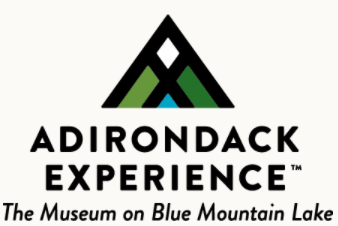 ADIRONDACK
EXPERIENCE™
The Museum on Blue Mountain Lake